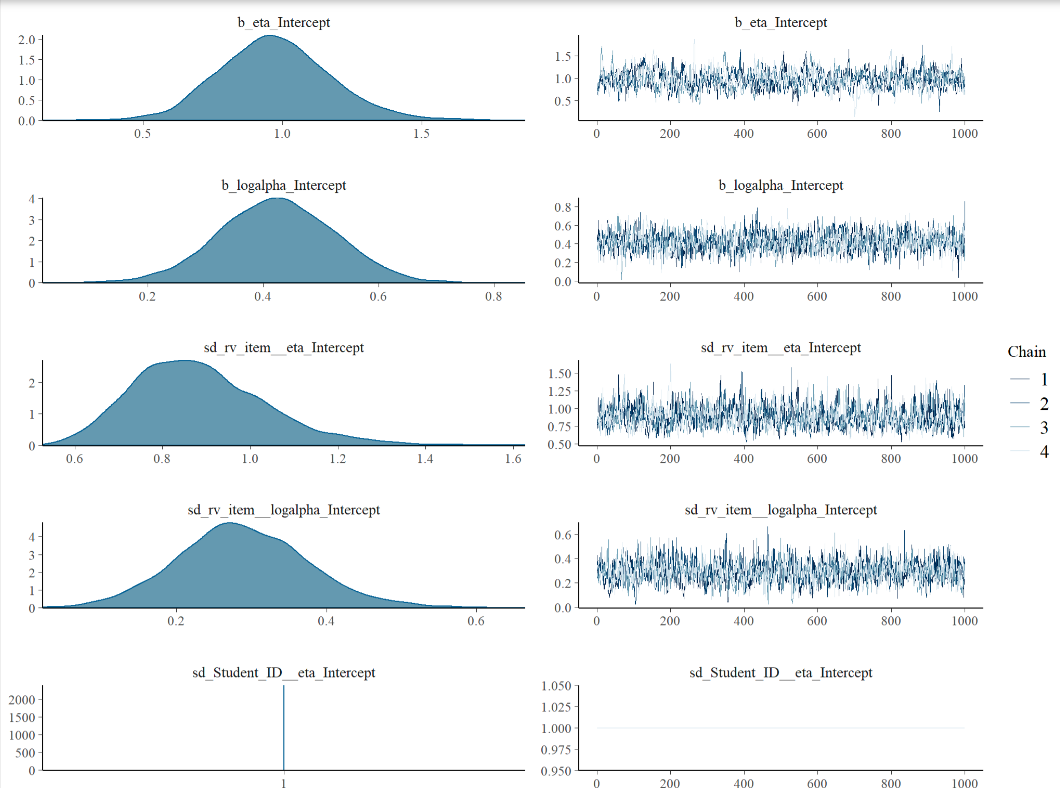 b_eta_Intercept
2.0
1.5
1.0
0.5
0.0
0.5 1.0 1.5
b_eta_Intercept
1.5
1.0
0.5
0 200 400 600 800 1000
b_logalpha_Intercept
4
3
2
1
0
0.2 0.4 0.6 0.8
b_logalpha_Intercept
0.8
0.6
0.4
0.2
0.0
0 200 400 600 800 1000
sd_rv_item__eta_Intercept
2
1
0
0.6 0.8 1.0 1.2 1.4 1.6
sd_rv_item__eta_Intercept
1.50
1.25
1.00
0.75
0.50
0 200 400 600 800 1000
Chain
1
2
3
4
sd_rv_item__logalpha_Intercept
4
3
2
1
0
0.2 0.4 0.6
sd_rv_item__logalpha_Intercept
0.6
0.4
0.2
0.0
0 200 400 600 800 1000
sd_Student_ID__eta_Intercept
2000
1500
1000
500
0
1
sd_Student_ID__eta_Intercept
1.050
1.025
1.000
0.975
0.950
0 200 400 600 800 1000